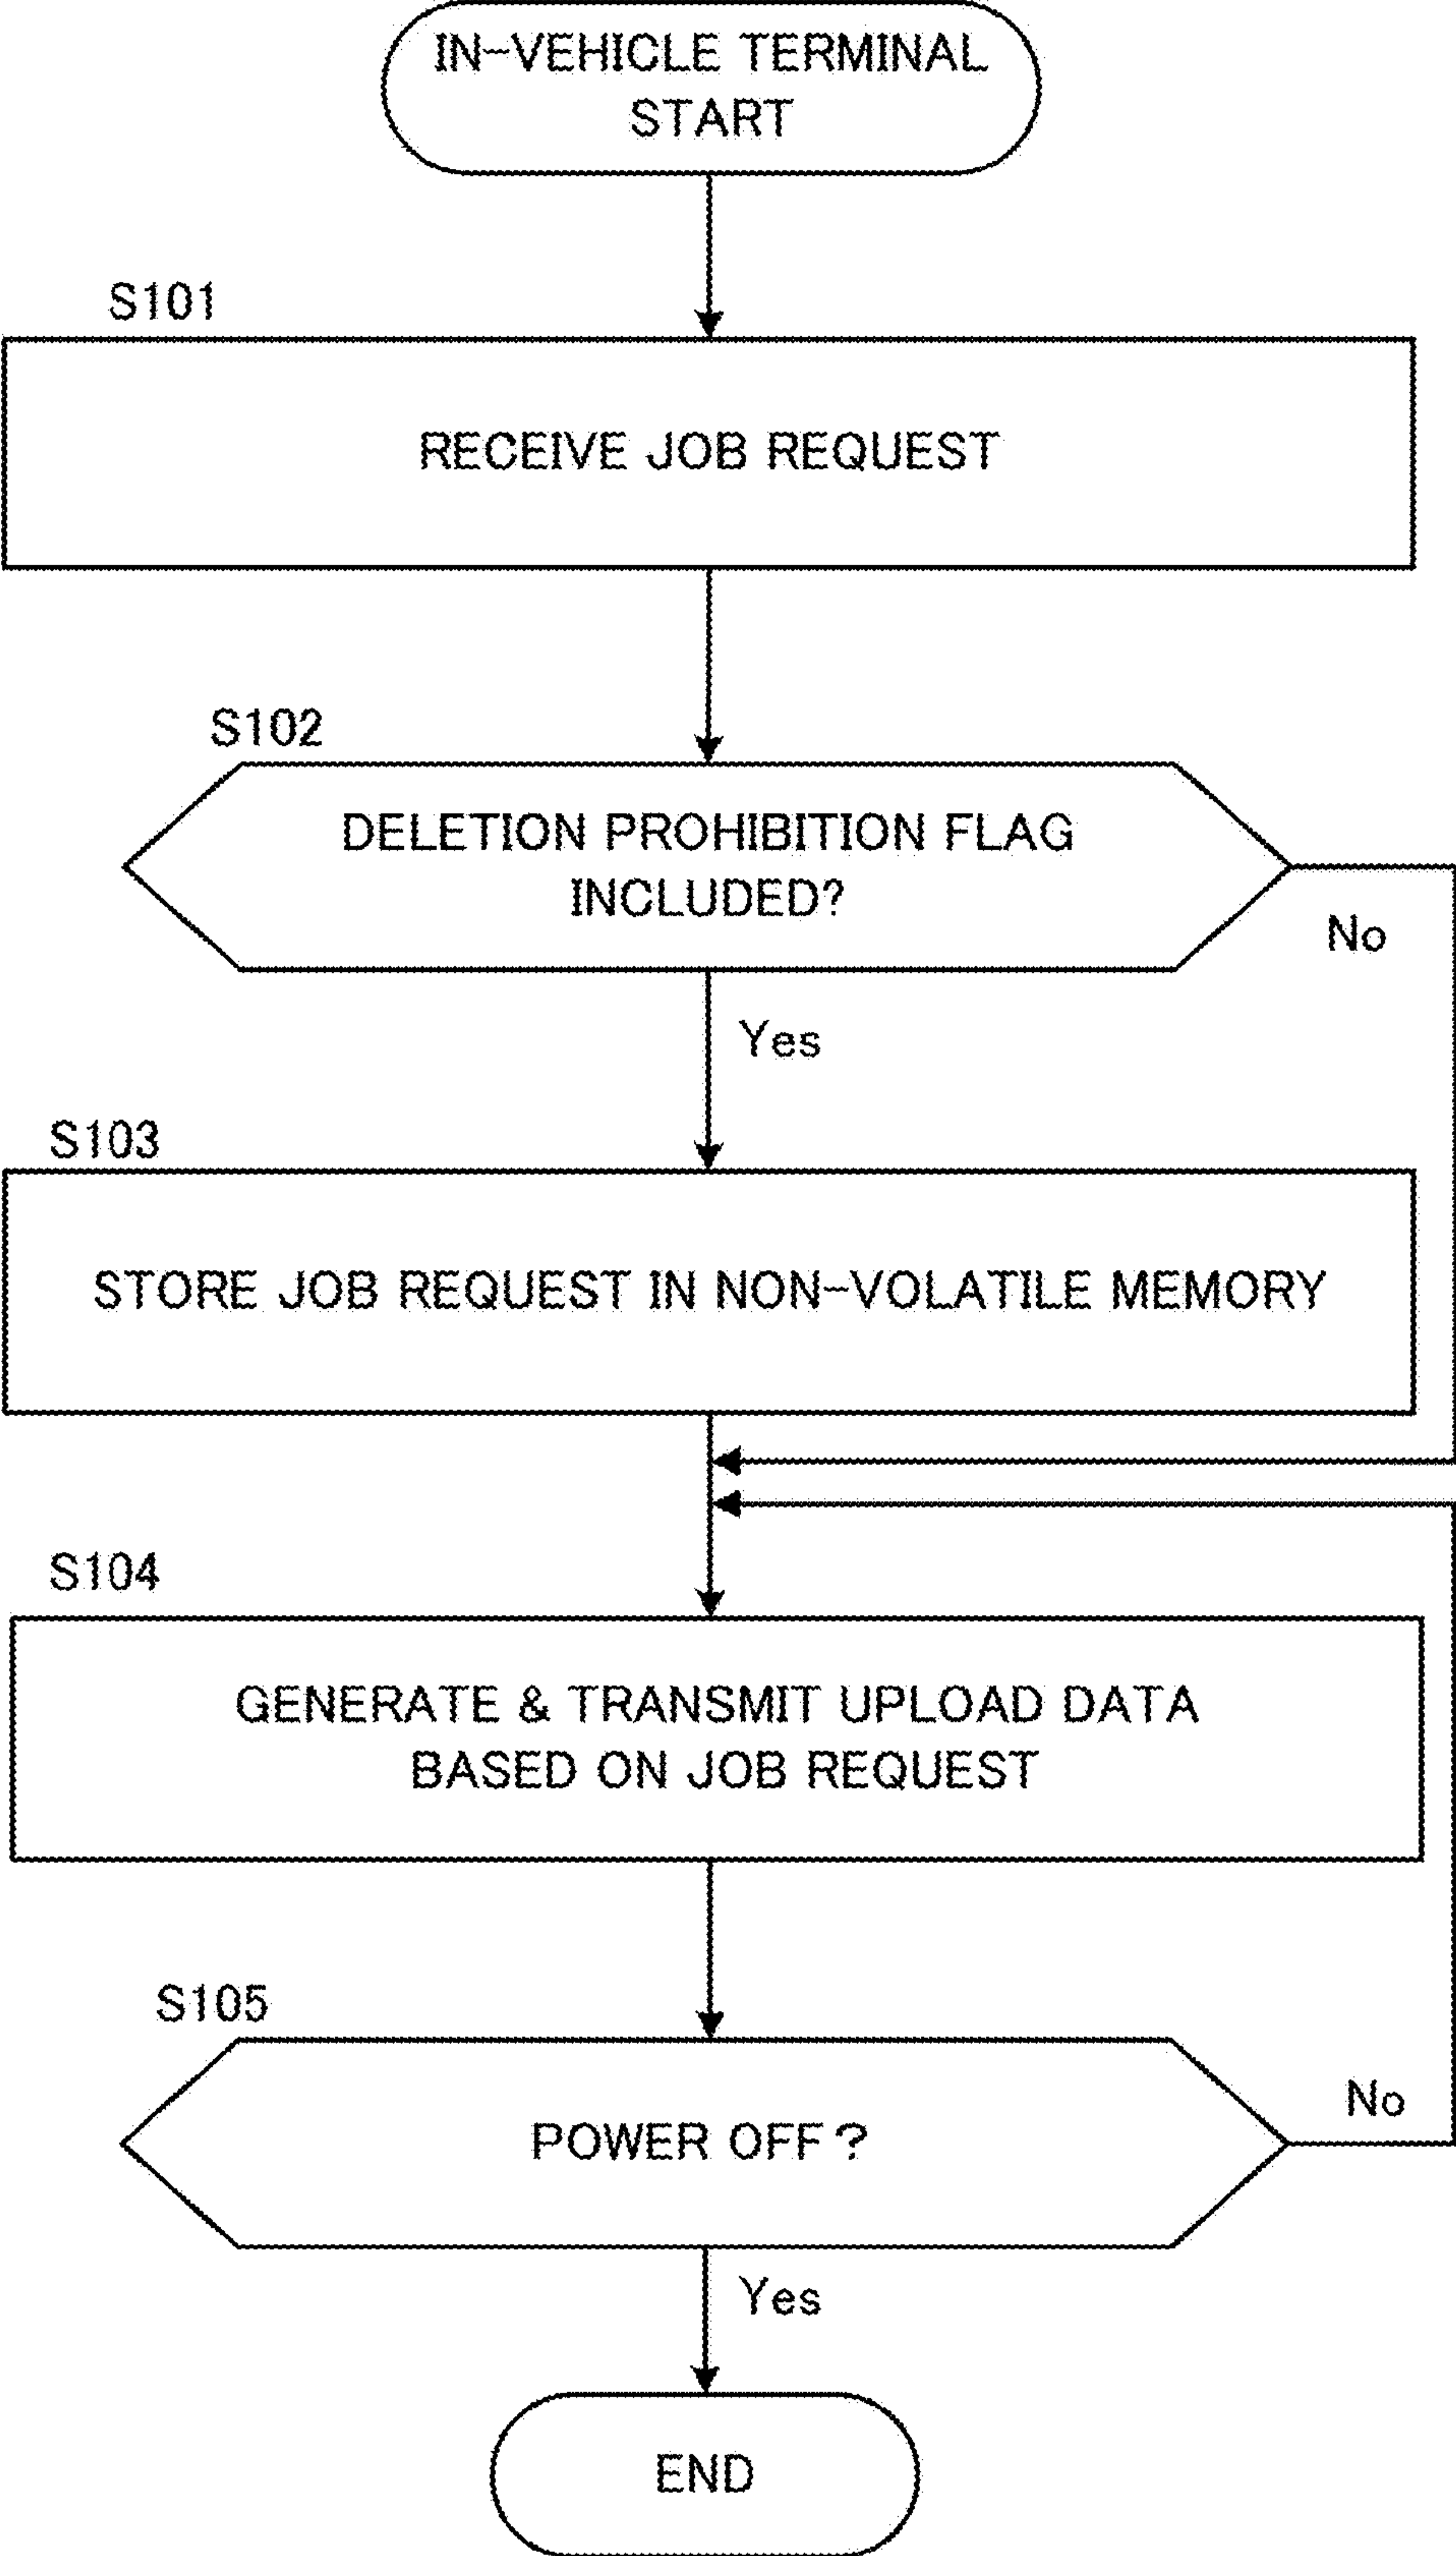 IN-VEHICLE TERMINAL
START
S101
RECEIVE JOB REQUEST
S102
DELETION PROHIBITION FLAG
INCLUDED?
No
Yes
S103
STORE JOB REQUEST IN NON-VOLATILE MEMORY
S104
GENERATE & TRANSMIT UPLOAD DATA
BASED ON JOB REQUEST
S105
POWER OFF?
No
Yes
END